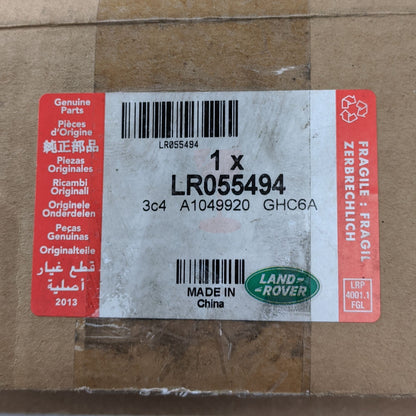 Genuine
Parts
Pièces
d'Origine
純正部品
Piezas
Originales
Ricambi
Originali
Originele
Onderdelen
Peças
Genuinas
Originalteile
قطع غيار
أصلية
2013
LR055494
1 x
LR055494
3c4 A1049920 GHC6A
MADE IN
China
LAND-
-ROVER
FRAGILE : FRAGIL
ZERBRECHLICH
LRP
4001.1
FGL